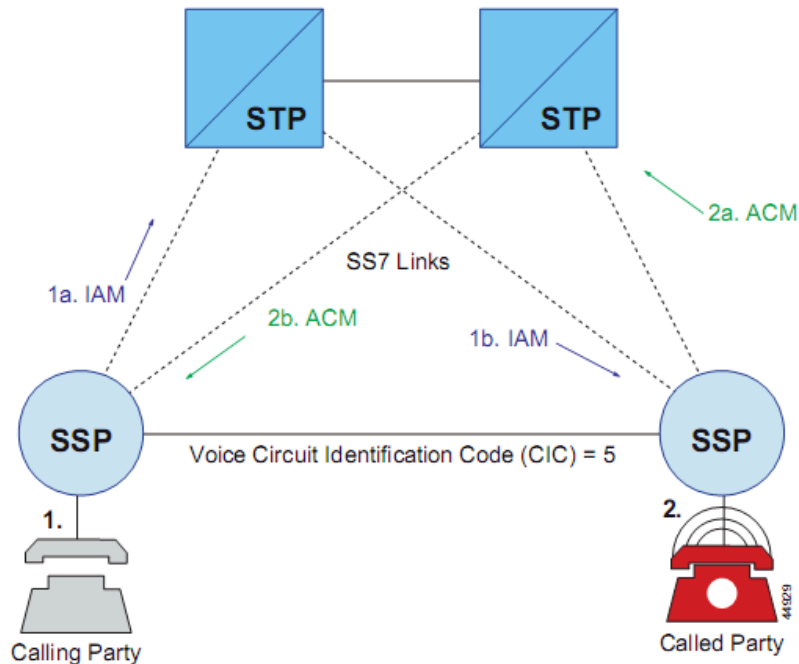 STP
STP
2a. ACM
SS7 Links
1a. IAM
2b. ACM
1b. IAM
SSP
SSP
Voice Circuit Identification Code (CIC) = 5
1.
2.
44929
Calling Party
Called Party